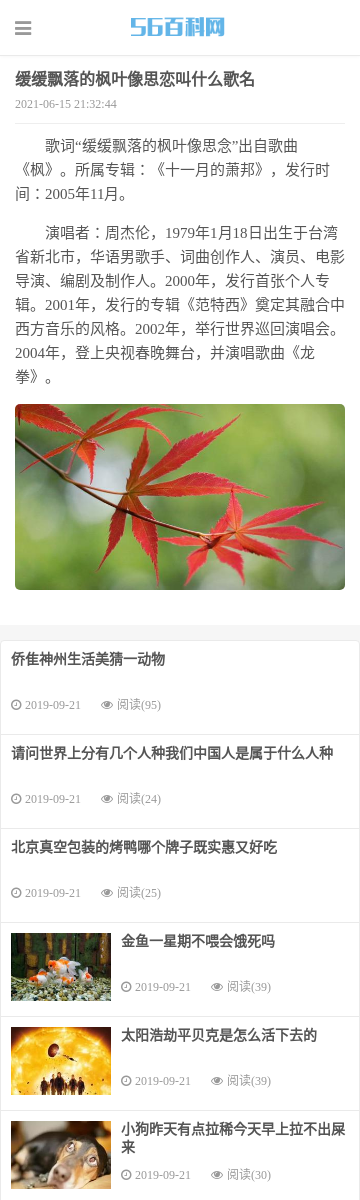 56百科网
缓缓飘落的枫叶像思恋叫什么歌名
2021-06-15 21:32:44
歌词“缓缓飘落的枫叶像思念”出自歌曲
《枫》。所属专辑：《十一月的萧邦》，发行时
间：2005年11月。
演唱者：周杰伦，1979年1月18日出生于台湾
省新北市，华语男歌手、词曲创作人、演员、电影
导演、编剧及制作人。2000年，发行首张个人专
辑。2001年，发行的专辑《范特西》奠定其融合中
西方音乐的风格。2002年，举行世界巡回演唱会。
2004年，登上央视春晚舞台，并演唱歌曲《龙
拳》。
侨隹神州生活美猜一动物
2019-09-21 阅读(95)
请问世界上分有几个人种我们中国人是属于什么人种
2019-09-21 阅读(24)
北京真空包装的烤鸭哪个牌子既实惠又好吃
2019-09-21 阅读(25)
金鱼一星期不喂会饿死吗
2019-09-21 阅读(39)
太阳浩劫平贝克是怎么活下去的
2019-09-21 阅读(39)
小狗昨天有点拉稀今天早上拉不出屎
来
2019-09-21 阅读(30)